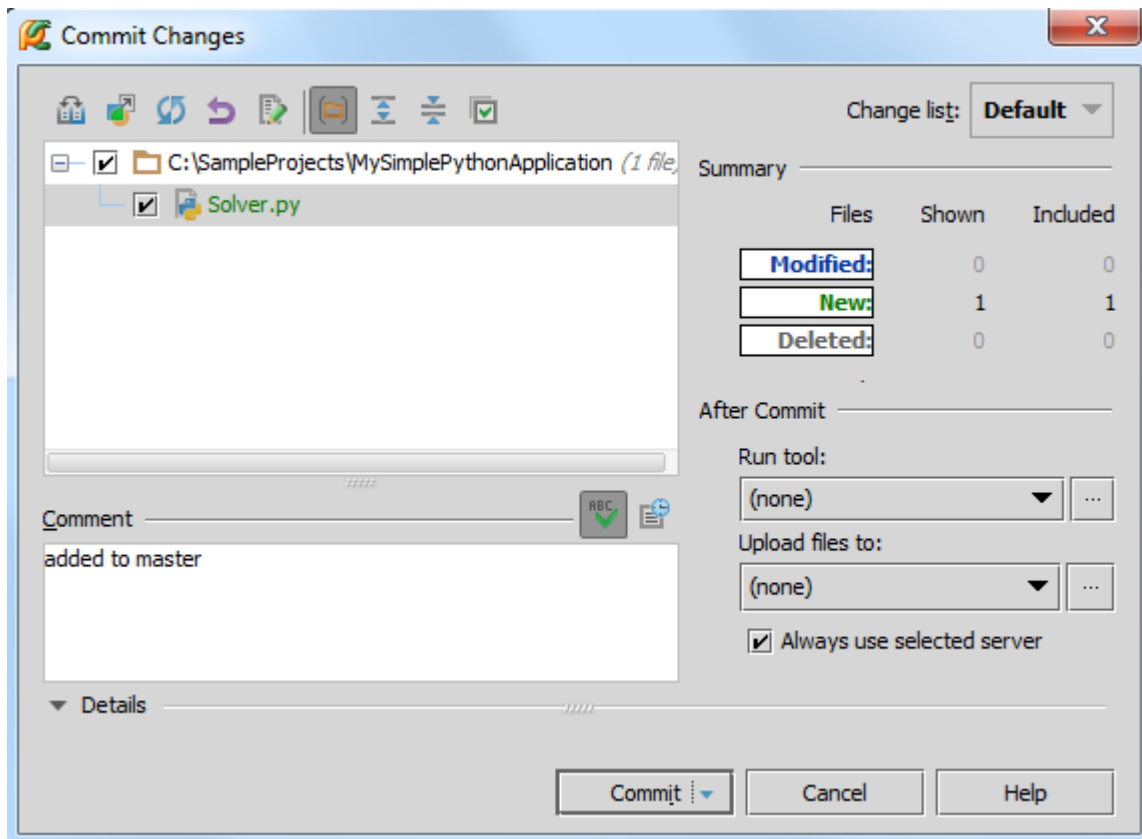 Commit Changes
Change list: Default
C:\SampleProjects\MySimplePythonApplication (1 file)
Solver.py
Summary
Files Shown Included
Modified: 0 0
New: 1 1
Deleted: 0 0
After Commit
Run tool:
(none) ...
Upload files to:
(none) ...
Always use selected server
ABC
Comment
added to master
Details
Commit
Cancel
Help